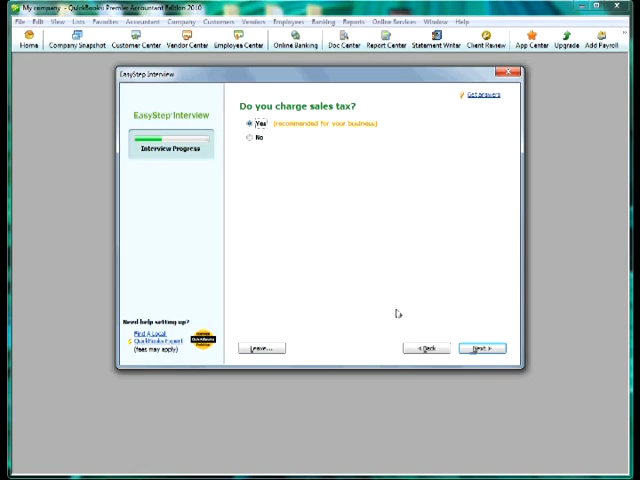 My company - QuickBooks Premier Accountant Edition 2010
File Edit View Lists Favorites Accountant Company Customers Vendors Employees Banking Reports Online Services Window Help
Home Company Snapshot Customer Center Vendor Center Employee Center Online Banking Doc Center Report Center Statement Writer Client Review App Center Upgrade Add Payroll
EasyStep Interview
Get answers
Do you charge sales tax?
EasyStep Interview
Yes (recommended for your business)
No
Interview Progress
Need help setting up?
Find A Local
QuickBooks Expert
(fees may apply)
Leave...
< Back
Next >